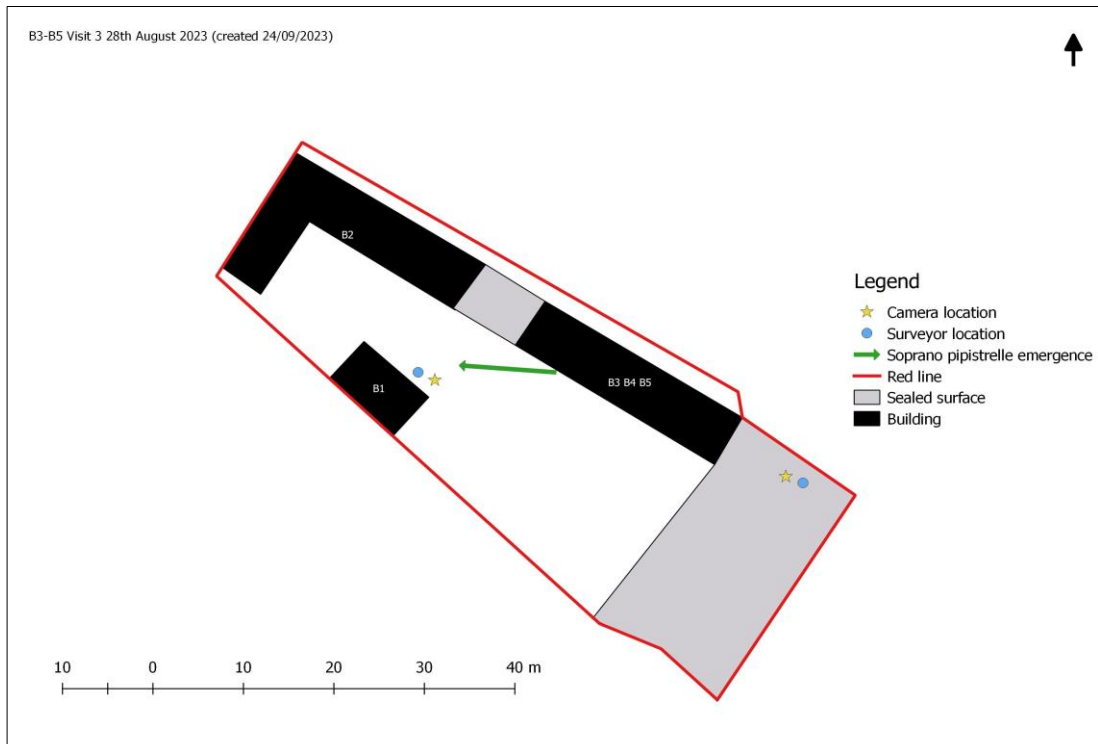 B3-B5 Visit 3 28th August 2023 (created 24/09/2023)
B2
B3 B4 B5
B1
Legend
Camera location
Surveyor location
Soprano pipistrelle emergence
Red line
Sealed surface
Building
10 0 10 20 30 40 m